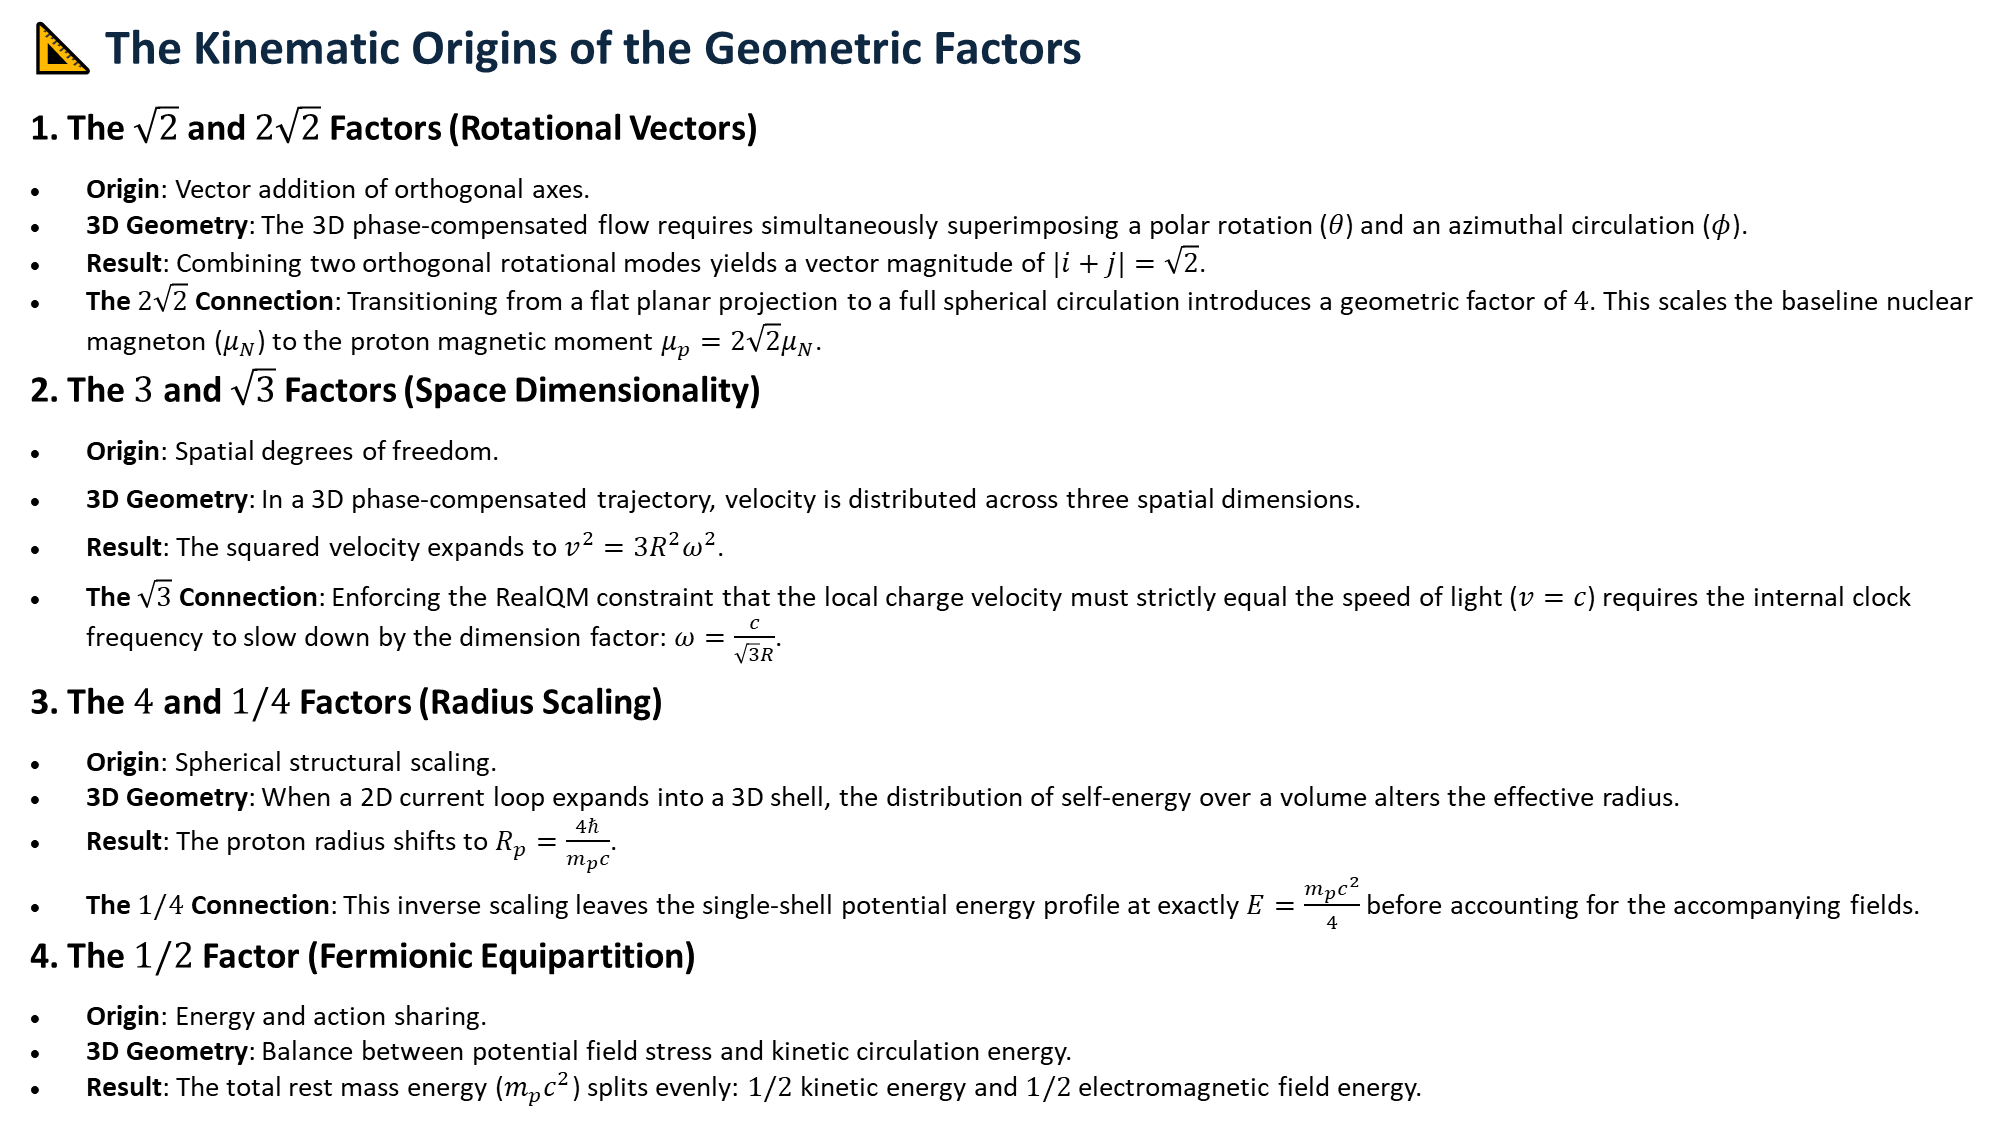 The Kinematic Origins of the Geometric Factors
1. The √2 and 2√2 Factors (Rotational Vectors)
• Origin: Vector addition of orthogonal axes.
• 3D Geometry: The 3D phase-compensated flow requires simultaneously superimposing a polar rotation (θ) and an azimuthal circulation (ϕ).
• Result: Combining two orthogonal rotational modes yields a vector magnitude of |i + j| = √2.
• The 2√2 Connection: Transitioning from a flat planar projection to a full spherical circulation introduces a geometric factor of 4. This scales the baseline nuclear
magneton (μ_N) to the proton magnetic moment μ_p = 2√2μ_N.
2. The 3 and √3 Factors (Space Dimensionality)
• Origin: Spatial degrees of freedom.
• 3D Geometry: In a 3D phase-compensated trajectory, velocity is distributed across three spatial dimensions.
• Result: The squared velocity expands to v² = 3R²ω².
• The √3 Connection: Enforcing the RealQM constraint that the local charge velocity must strictly equal the speed of light (v = c) requires the internal clock
frequency to slow down by the dimension factor: ω = c/(√3R).
3. The 4 and 1/4 Factors (Radius Scaling)
• Origin: Spherical structural scaling.
• 3D Geometry: When a 2D current loop expands into a 3D shell, the distribution of self-energy over a volume alters the effective radius.
• Result: The proton radius shifts to R_p = 4ℏ/(m_p c).
• The 1/4 Connection: This inverse scaling leaves the single-shell potential energy profile at exactly E = m_p c²/4 before accounting for the accompanying fields.
4. The 1/2 Factor (Fermionic Equipartition)
• Origin: Energy and action sharing.
• 3D Geometry: Balance between potential field stress and kinetic circulation energy.
• Result: The total rest mass energy (m_p c²) splits evenly: 1/2 kinetic energy and 1/2 electromagnetic field energy.